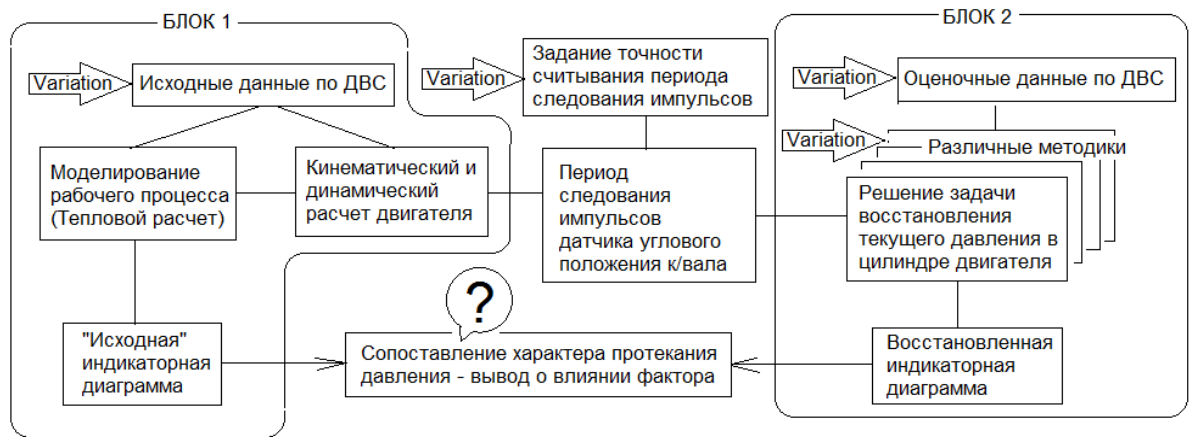 БЛОК 1
Variation
Исходные данные по ДВС
Моделирование
рабочего процесса
(Тепловой расчет)
Кинематический и
динамический
расчет двигателя
"Исходная"
индикаторная
диаграмма
Variation
Задание точности
считывания периода
следования импульсов
Период
следования
импульсов
датчика углового
положения к/вала
?
Сопоставление характера протекания
давления - вывод о влиянии фактора
БЛОК 2
Variation
Оценочные данные по ДВС
Variation
Различные методики
Решение задачи
восстановления
текущего давления в
цилиндре двигателя
Восстановленная
индикаторная
диаграмма